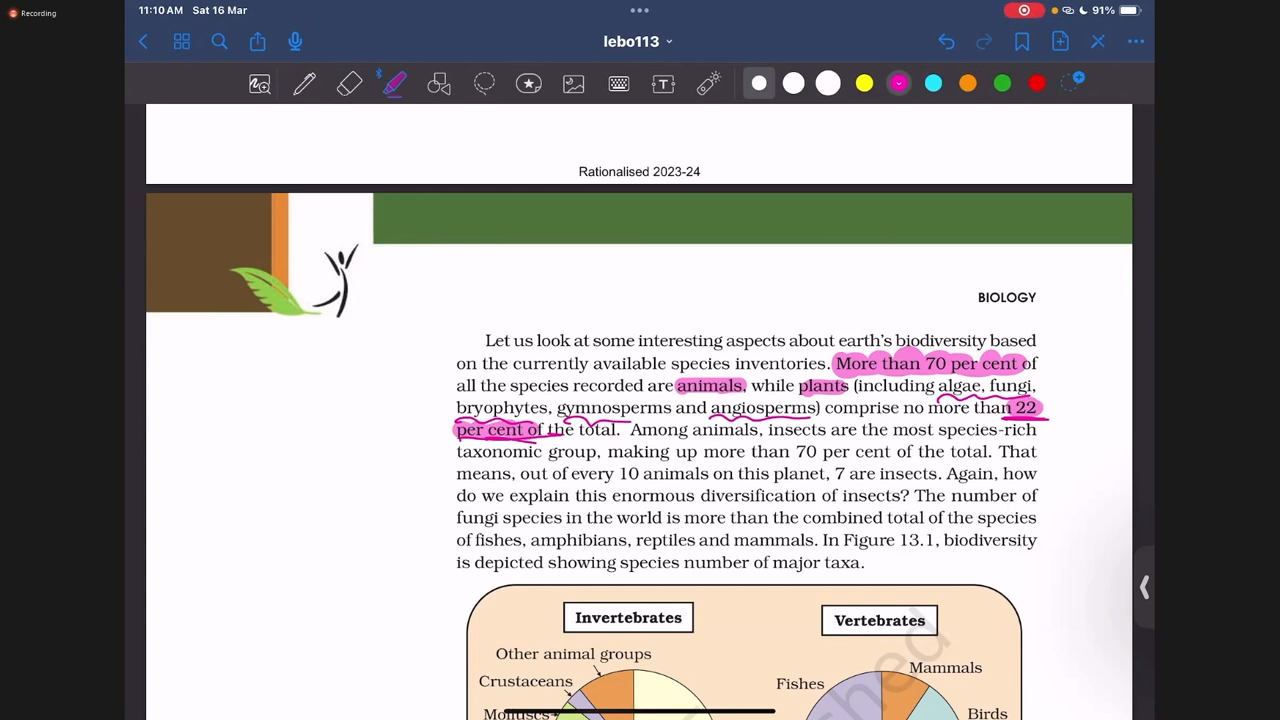 Recording
11:10 AM Sat 16 Mar
91%
lebo113
Rationalised 2023-24
BIOLOGY
Let us look at some interesting aspects about earth's biodiversity based
on the currently available species inventories. More than 70 per cent of
all the species recorded are animals, while plants (including algae, fungi,
bryophytes, gymnosperms and angiosperms) comprise no more than 22
per cent of the total. Among animals, insects are the most species-rich
taxonomic group, making up more than 70 per cent of the total. That
means, out of every 10 animals on this planet, 7 are insects. Again, how
do we explain this enormous diversification of insects? The number of
fungi species in the world is more than the combined total of the species
of fishes, amphibians, reptiles and mammals. In Figure 13.1, biodiversity
is depicted showing species number of major taxa.
Invertebrates
Vertebrates
Other animal groups
Mammals
Crustaceans
Fishes
Molluscs
Birds